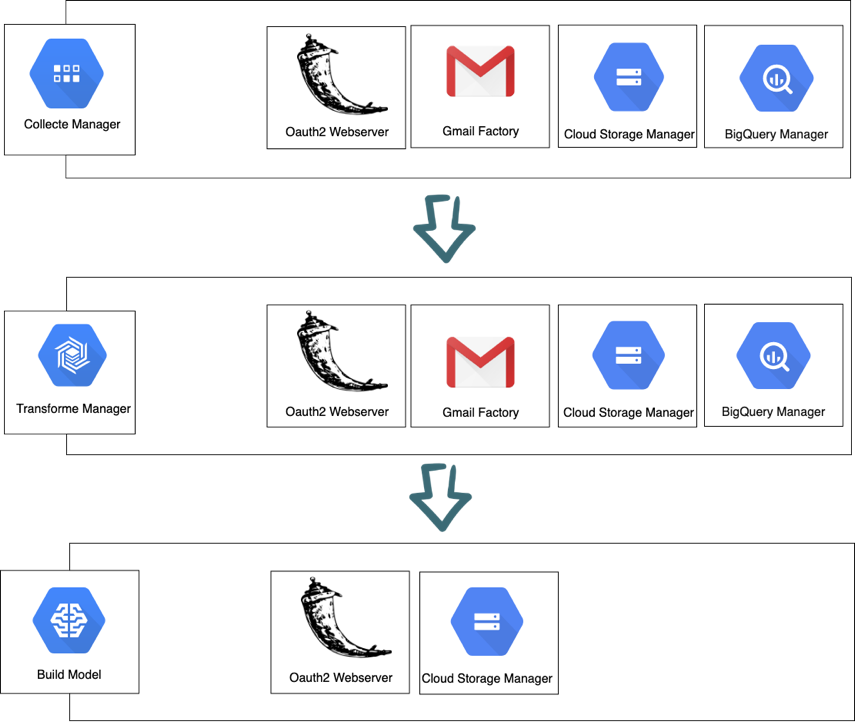 Collecte Manager
Oauth2 Webserver
Gmail Factory
Cloud Storage Manager
BigQuery Manager
Transforme Manager
Oauth2 Webserver
Gmail Factory
Cloud Storage Manager
BigQuery Manager
Build Model
Oauth2 Webserver
Cloud Storage Manager